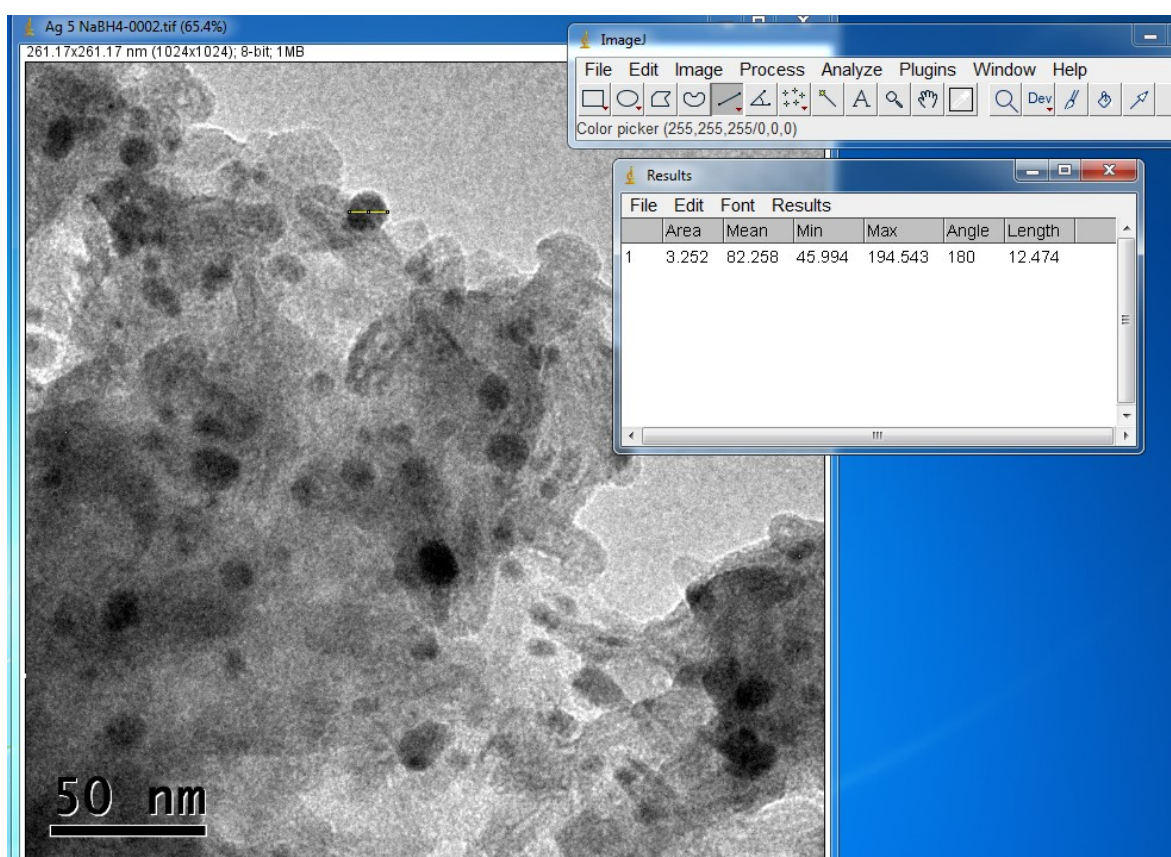 Ag 5 NaBH4-0002.tif (65.4%)
261.17x261.17 nm (1024x1024); 8-bit; 1MB
ImageJ
File Edit Image Process Analyze Plugins Window Help
A Dev
Color picker (255,255,255/0,0,0)
Results
File Edit Font Results
Area Mean Min Max Angle Length
1 3.252 82.258 45.994 194.543 180 12.474
50 nm